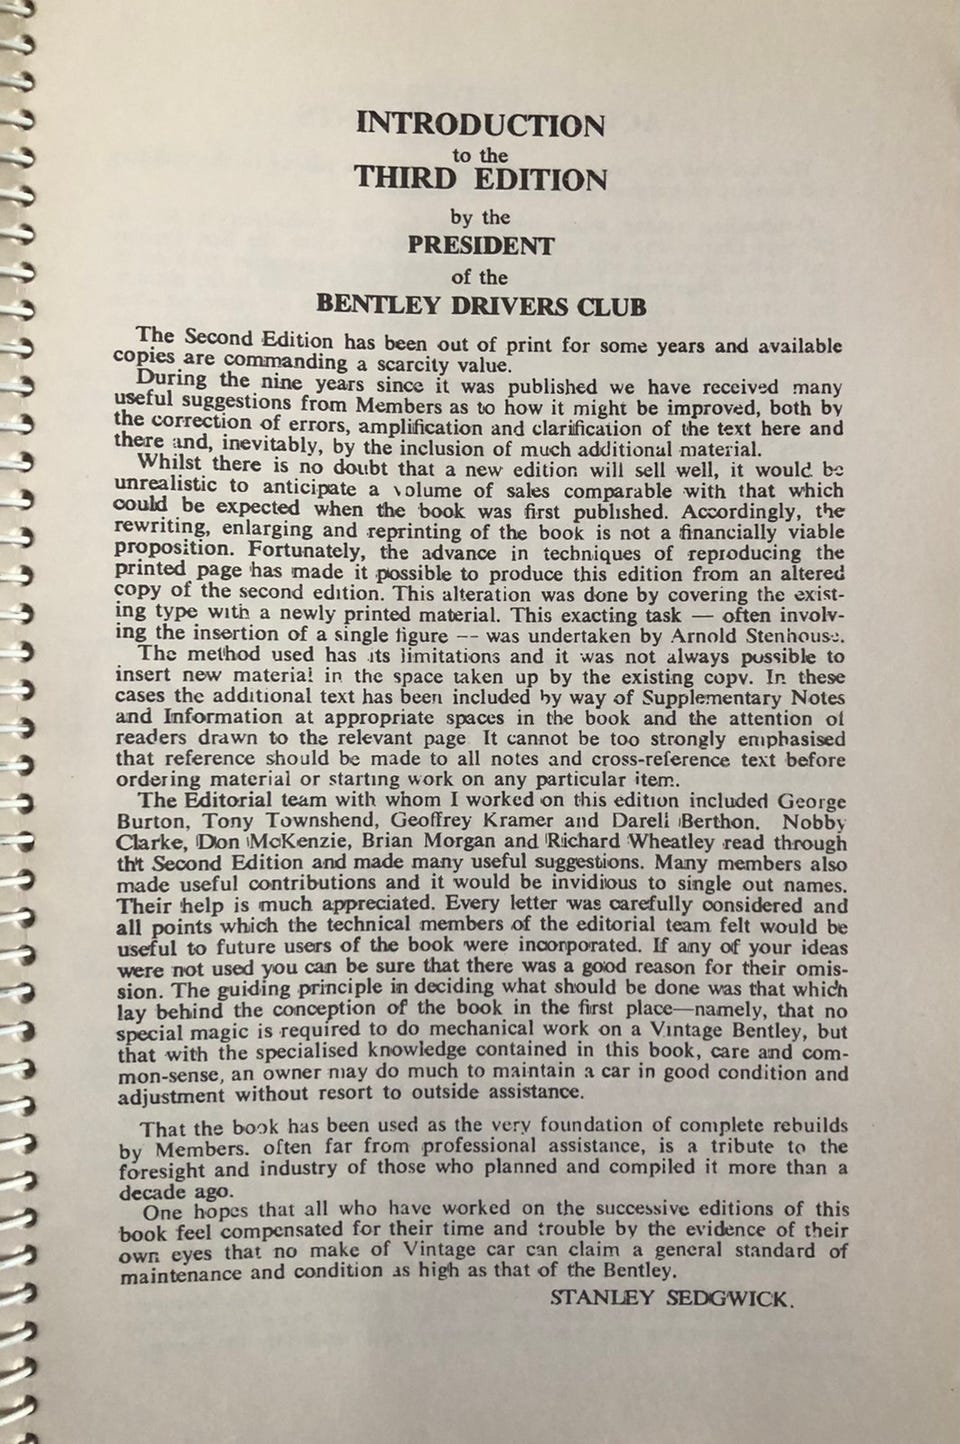 INTRODUCTION
to the
THIRD EDITION
by the
PRESIDENT
of the
BENTLEY DRIVERS CLUB
The Second Edition has been out of print for some years and available
copies are commanding a scarcity value.
During the nine years since it was published we have received many
useful suggestions from Members as to how it might be improved, both by
the correction of errors, amplification and clarification of the text here and
there and, inevitably, by the inclusion of much additional material.
Whilst there is no doubt that a new edition will sell well, it would be
unrealistic to anticipate a volume of sales comparable with that which
could be expected when the book was first published. Accordingly, the
rewriting, enlarging and reprinting of the book is not a financially viable
proposition. Fortunately, the advance in techniques of reproducing the
printed page has made it possible to produce this edition from an altered
copy of the second edition. This alteration was done by covering the exist-
ing type with a newly printed material. This exacting task — often involv-
ing the insertion of a single figure -- was undertaken by Arnold Stenhouse.
The method used has its limitations and it was not always possible to
insert new material in the space taken up by the existing copy. In these
cases the additional text has been included by way of Supplementary Notes
and Information at appropriate spaces in the book and the attention of
readers drawn to the relevant page It cannot be too strongly emphasised
that reference should be made to all notes and cross-reference text before
ordering material or starting work on any particular item.
The Editorial team with whom I worked on this edition included George
Burton, Tony Townshend, Geoffrey Kramer and Darell Berthon. Nobby
Clarke, Don McKenzie, Brian Morgan and Richard Wheatley read through
tht Second Edition and made many useful suggestions. Many members also
made useful contributions and it would be invidious to single out names.
Their help is much appreciated. Every letter was carefully considered and
all points which the technical members of the editorial team felt would be
useful to future users of the book were incorporated. If any of your ideas
were not used you can be sure that there was a good reason for their omis-
sion. The guiding principle in deciding what should be done was that which
lay behind the conception of the book in the first place—namely, that no
special magic is required to do mechanical work on a Vintage Bentley, but
that with the specialised knowledge contained in this book, care and com-
mon-sense, an owner may do much to maintain a car in good condition and
adjustment without resort to outside assistance.
That the book has been used as the very foundation of complete rebuilds
by Members. often far from professional assistance, is a tribute to the
foresight and industry of those who planned and compiled it more than a
decade ago.
One hopes that all who have worked on the successive editions of this
book feel compensated for their time and trouble by the evidence of their
own eyes that no make of Vintage car can claim a general standard of
maintenance and condition as high as that of the Bentley.
STANLEY SEDGWICK.